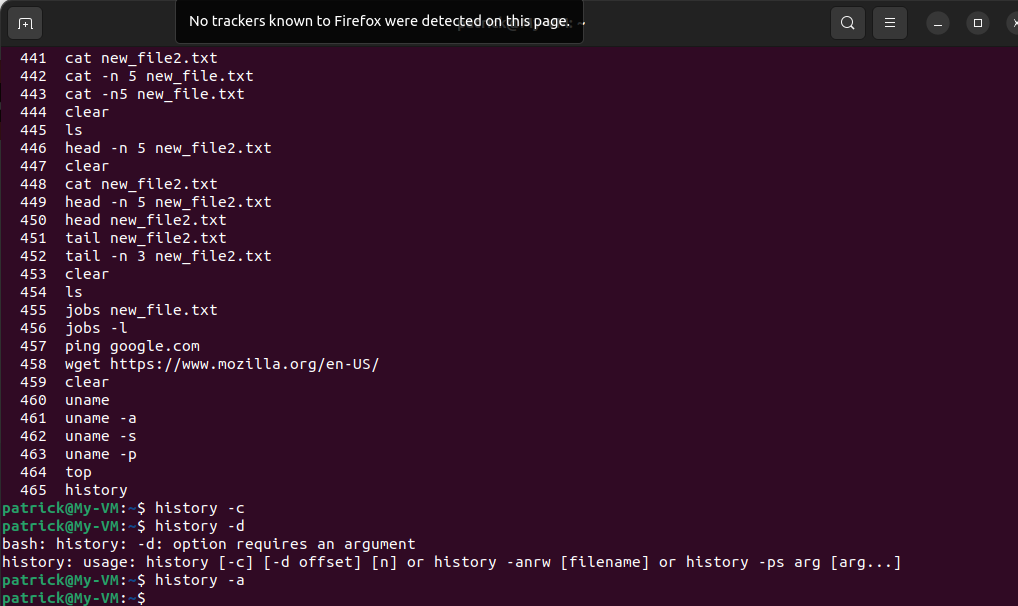 No trackers known to Firefox were detected on this page.
441 cat new_file2.txt
442 cat -n 5 new_file.txt
443 cat -n5 new_file.txt
444 clear
445 ls
446 head -n 5 new_file2.txt
447 clear
448 cat new_file2.txt
449 head -n 5 new_file2.txt
450 head new_file2.txt
451 tail new_file2.txt
452 tail -n 3 new_file2.txt
453 clear
454 ls
455 jobs new_file.txt
456 jobs -l
457 ping google.com
458 wget https://www.mozilla.org/en-US/
459 clear
460 uname
461 uname -a
462 uname -s
463 uname -p
464 top
465 history
patrick@My-VM:~$ history -c
patrick@My-VM:~$ history -d
bash: history: -d: option requires an argument
history: usage: history [-c] [-d offset] [n] or history -anrw [filename] or history -ps arg [arg...]
patrick@My-VM:~$ history -a
patrick@My-VM:~$